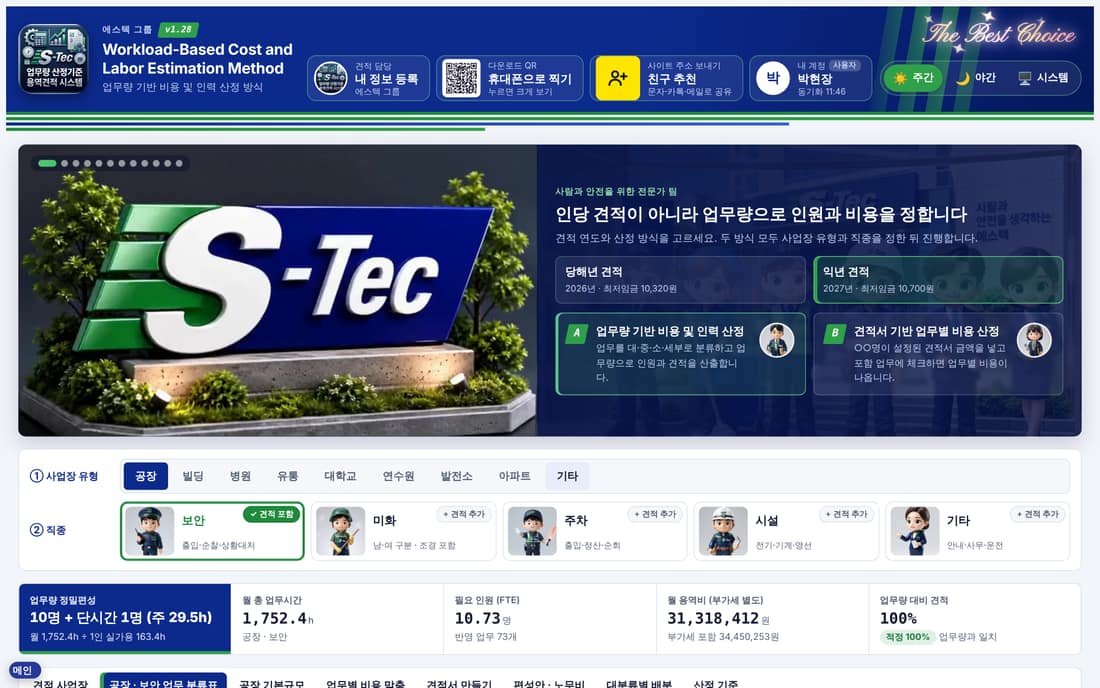 에스텍 그룹 v1.28
Workload-Based Cost and
Labor Estimation Method
업무량 기반 비용 및 인력 산정 방식
S-Tec
업무량 산정기준
용역견적 시스템
견적 담당
내 정보 등록
에스텍 그룹
다운로드 QR
휴대폰으로 찍기
누르면 크게 보기
사이트 주소 보내기
친구 추천
문자·카톡·메일로 공유
박
내 계정 사용자
박현장
동기화 11:46
The Best Choice
주간
야간
시스템
S-Tec
사람과 안전을 위한 전문가 팀
인당 견적이 아니라 업무량으로 인원과 비용을 정합니다
견적 연도와 산정 방식을 고르세요. 두 방식 모두 사업장 유형과 직종을 정한 뒤 진행합니다.
사람과
안전을 생각하는
에스텍
당해년 견적
2026년 · 최저임금 10,320원
익년 견적
2027년 · 최저임금 10,700원
A
업무량 기반 비용 및 인력 산정
업무를 대·중·소·세부로 분류하고 업
무량으로 인원과 견적을 산출합니
다.
B
견적서 기반 업무별 비용 산정
○○명이 설정된 견적서 금액을 넣고
포함 업무에 체크하면 업무별 비용이
나옵니다.
① 사업장 유형
공장 빌딩 병원 유통 대학교 연수원 발전소 아파트 기타
② 직종
보안
✓ 견적 포함
출입·순찰·상황대처
미화
+ 견적 추가
남·여 구분 · 조경 포함
주차
+ 견적 추가
출입·정산·순회
시설
+ 견적 추가
전기·기계·영선
기타
+ 견적 추가
안내·사무·운전
업무량 정밀편성
10명 + 단시간 1명 (주 29.5h)
월 1,752.4h ÷ 1인 실가용 163.4h
월 총 업무시간
1,752.4h
공장 · 보안
필요 인원 (FTE)
10.73명
반영 업무 73개
월 용역비 (부가세 별도)
31,318,412원
부가세 포함 34,450,253원
업무량 대비 견적
100%
적정 100% 업무량과 일치
메인
견적 사업장 공장 · 보안 업무 분류표 공장 기본규모 업무별 비용 맞춤 견적서 만들기 편성안 · 노무비 대분류별 배분 산정 기준